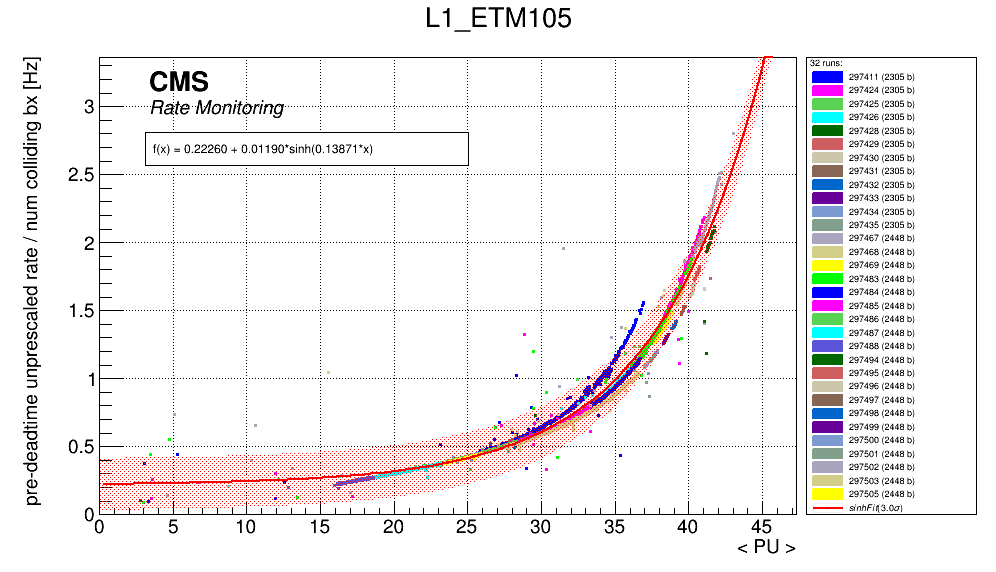 L1_ETM105
pre-deadtime unprescaled rate / num colliding bx [Hz]
CMS
Rate Monitoring
f(x) = 0.22260 + 0.01190*sinh(0.13871*x)
3
2.5
2
1.5
1
0.5
0
0 5 10 15 20 25 30 35 40 45
< PU >
32 runs:
297411 (2305 b)
297424 (2305 b)
297425 (2305 b)
297426 (2305 b)
297428 (2305 b)
297429 (2305 b)
297430 (2305 b)
297431 (2305 b)
297432 (2305 b)
297433 (2305 b)
297434 (2305 b)
297435 (2305 b)
297467 (2448 b)
297468 (2448 b)
297469 (2448 b)
297483 (2448 b)
297484 (2448 b)
297485 (2448 b)
297486 (2448 b)
297487 (2448 b)
297488 (2448 b)
297494 (2448 b)
297495 (2448 b)
297496 (2448 b)
297497 (2448 b)
297498 (2448 b)
297499 (2448 b)
297500 (2448 b)
297501 (2448 b)
297502 (2448 b)
297503 (2448 b)
297505 (2448 b)
sinhFit(3.0σ)